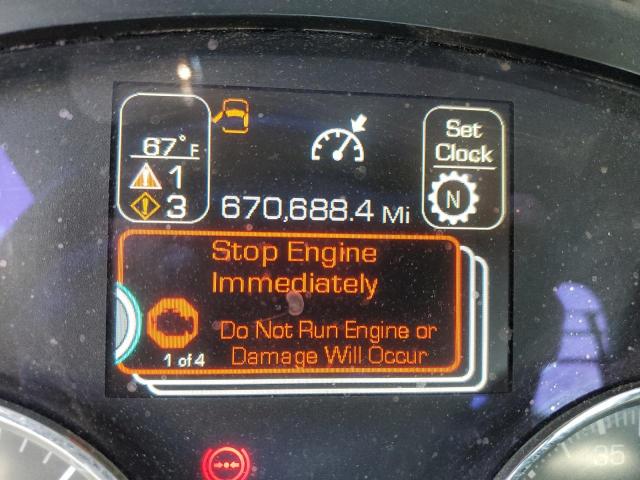 67°F
1
3
Set
Clock
N
670,688.4 Mi
Stop Engine
Immediately
Do Not Run Engine or
Damage Will Occur
1 of 4
35